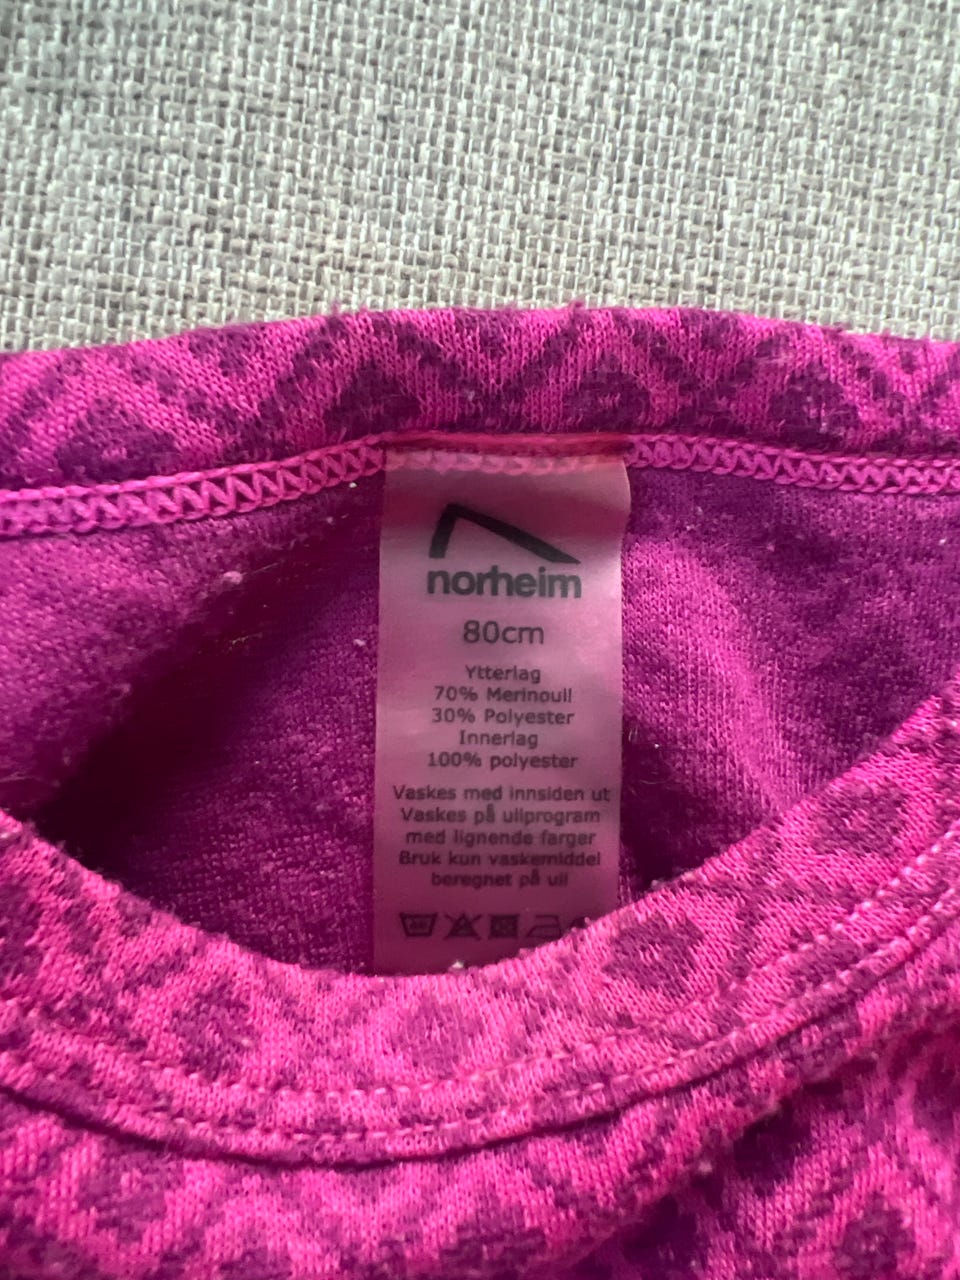 norheim
80cm
Ytterlag
70% Merinoull
30% Polyester
Innerlag
100% polyester
Vaskes med innsiden ut
Vaskes på ullprogram
med lignende farger
Bruk kun vaskemiddel
beregnet på ull